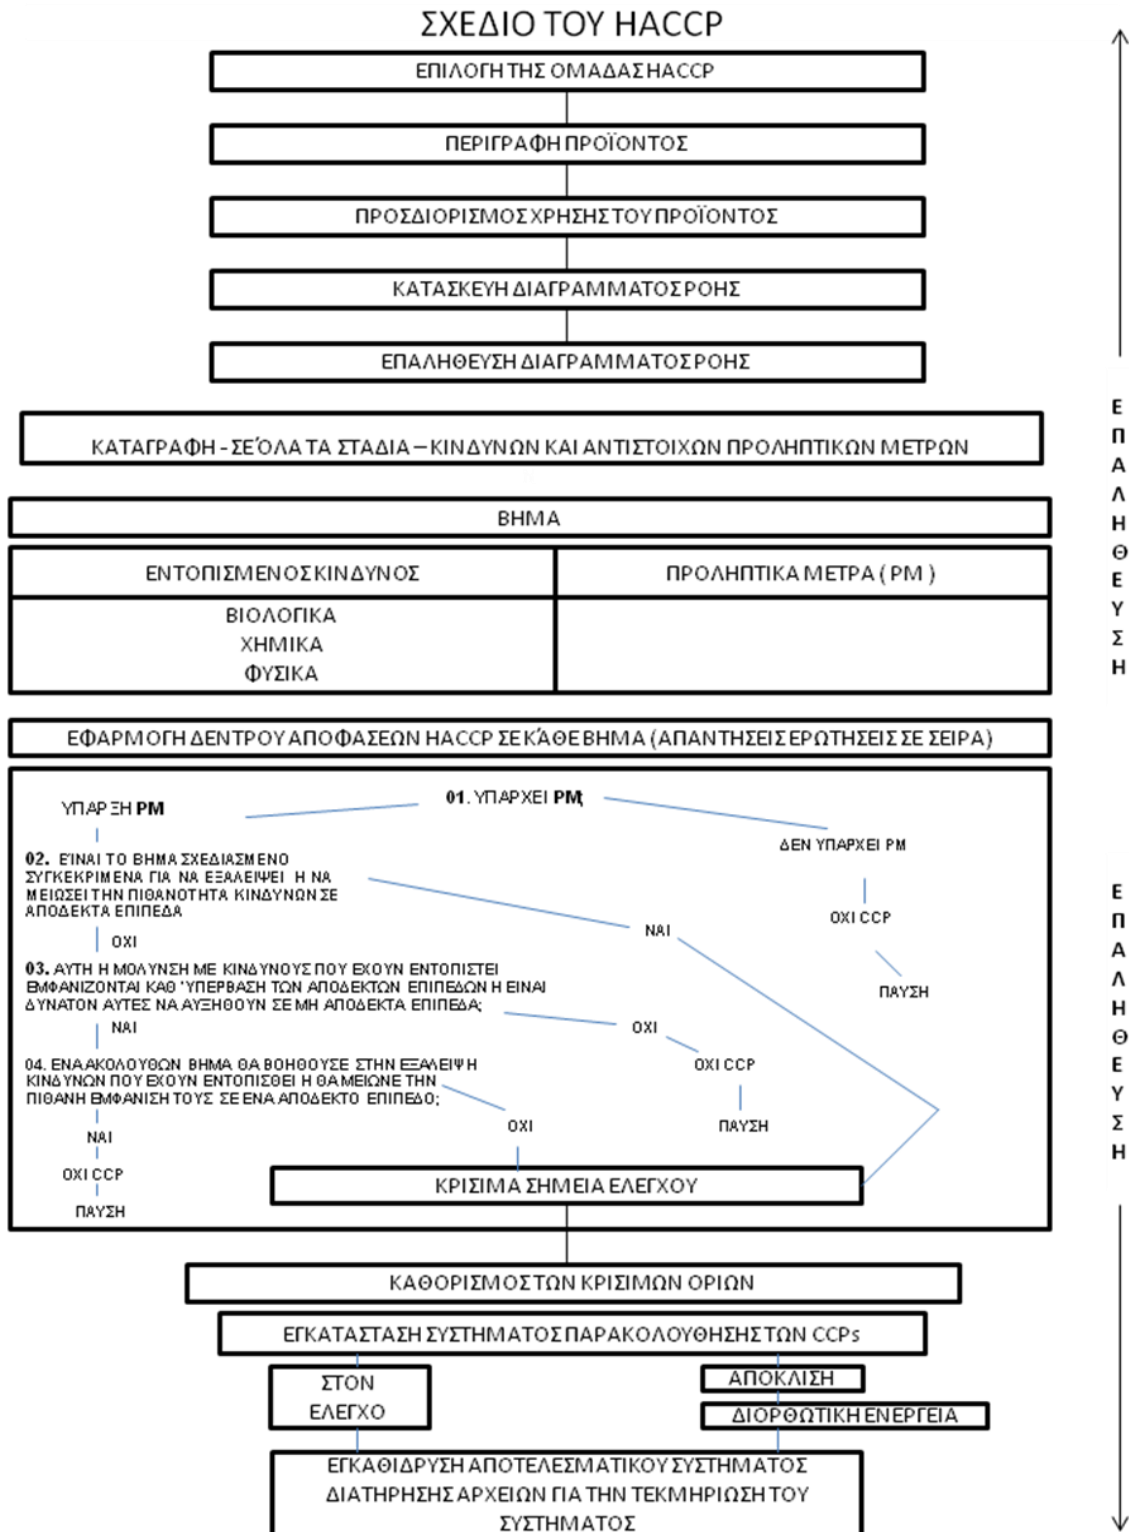 ΣΧΕΔΙΟ ΤΟΥ HACCP
ΕΠΙΛΟΓΗ ΤΗΣ ΟΜΑΔΑΣ HACCP
ΠΕΡΙΓΡΑΦΗ ΠΡΟΪΟΝΤΟΣ
ΠΡΟΣΔΙΟΡΙΣΜΟΣ ΧΡΗΣΗΣ ΤΟΥ ΠΡΟΪΟΝΤΟΣ
ΚΑΤΑΣΚΕΥΗ ΔΙΑΓΡΑΜΜΑΤΟΣ ΡΟΗΣ
ΕΠΑΛΗΘΕΥΣΗ ΔΙΑΓΡΑΜΜΑΤΟΣ ΡΟΗΣ
ΚΑΤΑΓΡΑΦΗ - ΣΕ ΌΛΑ ΤΑ ΣΤΑΔΙΑ – ΚΙΝΔΥΝΩΝ ΚΑΙ ΑΝΤΙΣΤΟΙΧΩΝ ΠΡΟΛΗΠΤΙΚΩΝ ΜΕΤΡΩΝ
ΒΗΜΑ
ΕΝΤΟΠΙΣΜΕΝΟΣ ΚΙΝΔΥΝΟΣ
ΠΡΟΛΗΠΤΙΚΑ ΜΕΤΡΑ ( PM )
ΒΙΟΛΟΓΙΚΑ
ΧΗΜΙΚΑ
ΦΥΣΙΚΑ
ΕΠΑΛΗΘΕΥΣΗ
ΕΦΑΡΜΟΓΗ ΔΕΝΤΡΟΥ ΑΠΟΦΑΣΕΩΝ HACCP ΣΕ ΚΆΘΕ ΒΗΜΑ (ΑΠΑΝΤΗΣΕΙΣ ΕΡΩΤΗΣΕΙΣ ΣΕ ΣΕΙΡΑ)
01. ΥΠΑΡΧΕΙ PM;
ΥΠΑΡΞΗ PM
ΔΕΝ ΥΠΑΡΧΕΙ PM
02. ΕΊΝΑΙ ΤΟ ΒΗΜΑ ΣΧΕΔΙΑΣΜΕΝΟ
ΣΥΓΚΕΚΡΙΜΕΝΑ ΓΙΑ ΝΑ ΕΞΑΛΕΙΨΕΙ Η ΝΑ
ΜΕΙΩΣΕΙ ΤΗΝ ΠΙΘΑΝΟΤΗΤΑ ΚΙΝΔΥΝΩΝ ΣΕ
ΑΠΟΔΕΚΤΑ ΕΠΙΠΕΔΑ
ΟΧΙ CCP
ΝΑΙ
ΟΧΙ
03. ΑΥΤΗ Η ΜΟΛΥΝΣΗ ΜΕ ΚΙΝΔΥΝΟΥΣ ΠΟΥ ΕΧΟΥΝ ΕΝΤΟΠΙΣΤΕΙ
ΕΜΦΑΝΙΖΟΝΤΑΙ ΚΑΘ 'ΥΠΕΡΒΑΣΗ ΤΩΝ ΑΠΟΔΕΚΤΩΝ ΕΠΙΠΕΔΩΝ Η ΕΙΝΑΙ
ΔΥΝΑΤΟΝ ΑΥΤΕΣ ΝΑ ΑΥΞΗΘΟΥΝ ΣΕ ΜΗ ΑΠΟΔΕΚΤΑ ΕΠΙΠΕΔΑ;
ΠΑΥΣΗ
ΝΑΙ
ΟΧΙ
04. ΕΝΑ ΑΚΟΛΟΥΘΩΝ ΒΗΜΑ ΘΑ ΒΟΗΘΟΥΣΕ ΣΤΗΝ ΕΞΑΛΕΙΨΗ
ΚΙΝΔΥΝΩΝ ΠΟΥ ΕΧΟΥΝ ΕΝΤΟΠΙΣΘΕΙ Η ΘΑ ΜΕΙΩΝΕ ΤΗΝ
ΠΙΘΑΝΗ ΕΜΦΑΝΙΣΗ ΤΟΥΣ ΣΕ ΕΝΑ ΑΠΟΔΕΚΤΟ ΕΠΙΠΕΔΟ;
ΟΧΙ CCP
ΠΑΥΣΗ
ΟΧΙ
ΝΑΙ
ΟΧΙ CCP
ΠΑΥΣΗ
ΚΡΙΣΙΜΑ ΣΗΜΕΙΑ ΕΛΕΓΧΟΥ
ΕΠΑΛΗΘΕΥΣΗ
ΚΑΘΟΡΙΣΜΟΣ ΤΩΝ ΚΡΙΣΙΜΩΝ ΟΡΙΩΝ
ΕΓΚΑΤΑΣΤΑΣΗ ΣΥΣΤΗΜΑΤΟΣ ΠΑΡΑΚΟΛΟΥΘΗΣΗΣ ΤΩΝ CCPs
ΣΤΟΝ
ΕΛΕΓΧΟ
ΑΠΟΚΛΙΣΗ
ΔΙΟΡΘΩΤΙΚΗ ΕΝΕΡΓΕΙΑ
ΕΓΚΑΘΙΔΡΥΣΗ ΑΠΟΤΕΛΕΣΜΑΤΙΚΟΥ ΣΥΣΤΗΜΑΤΟΣ
ΔΙΑΤΗΡΗΣΗΣ ΑΡΧΕΙΩΝ ΓΙΑ ΤΗΝ ΤΕΚΜΗΡΙΩΣΗ ΤΟΥ
ΣΥΣΤΗΜΑΤΟΣ